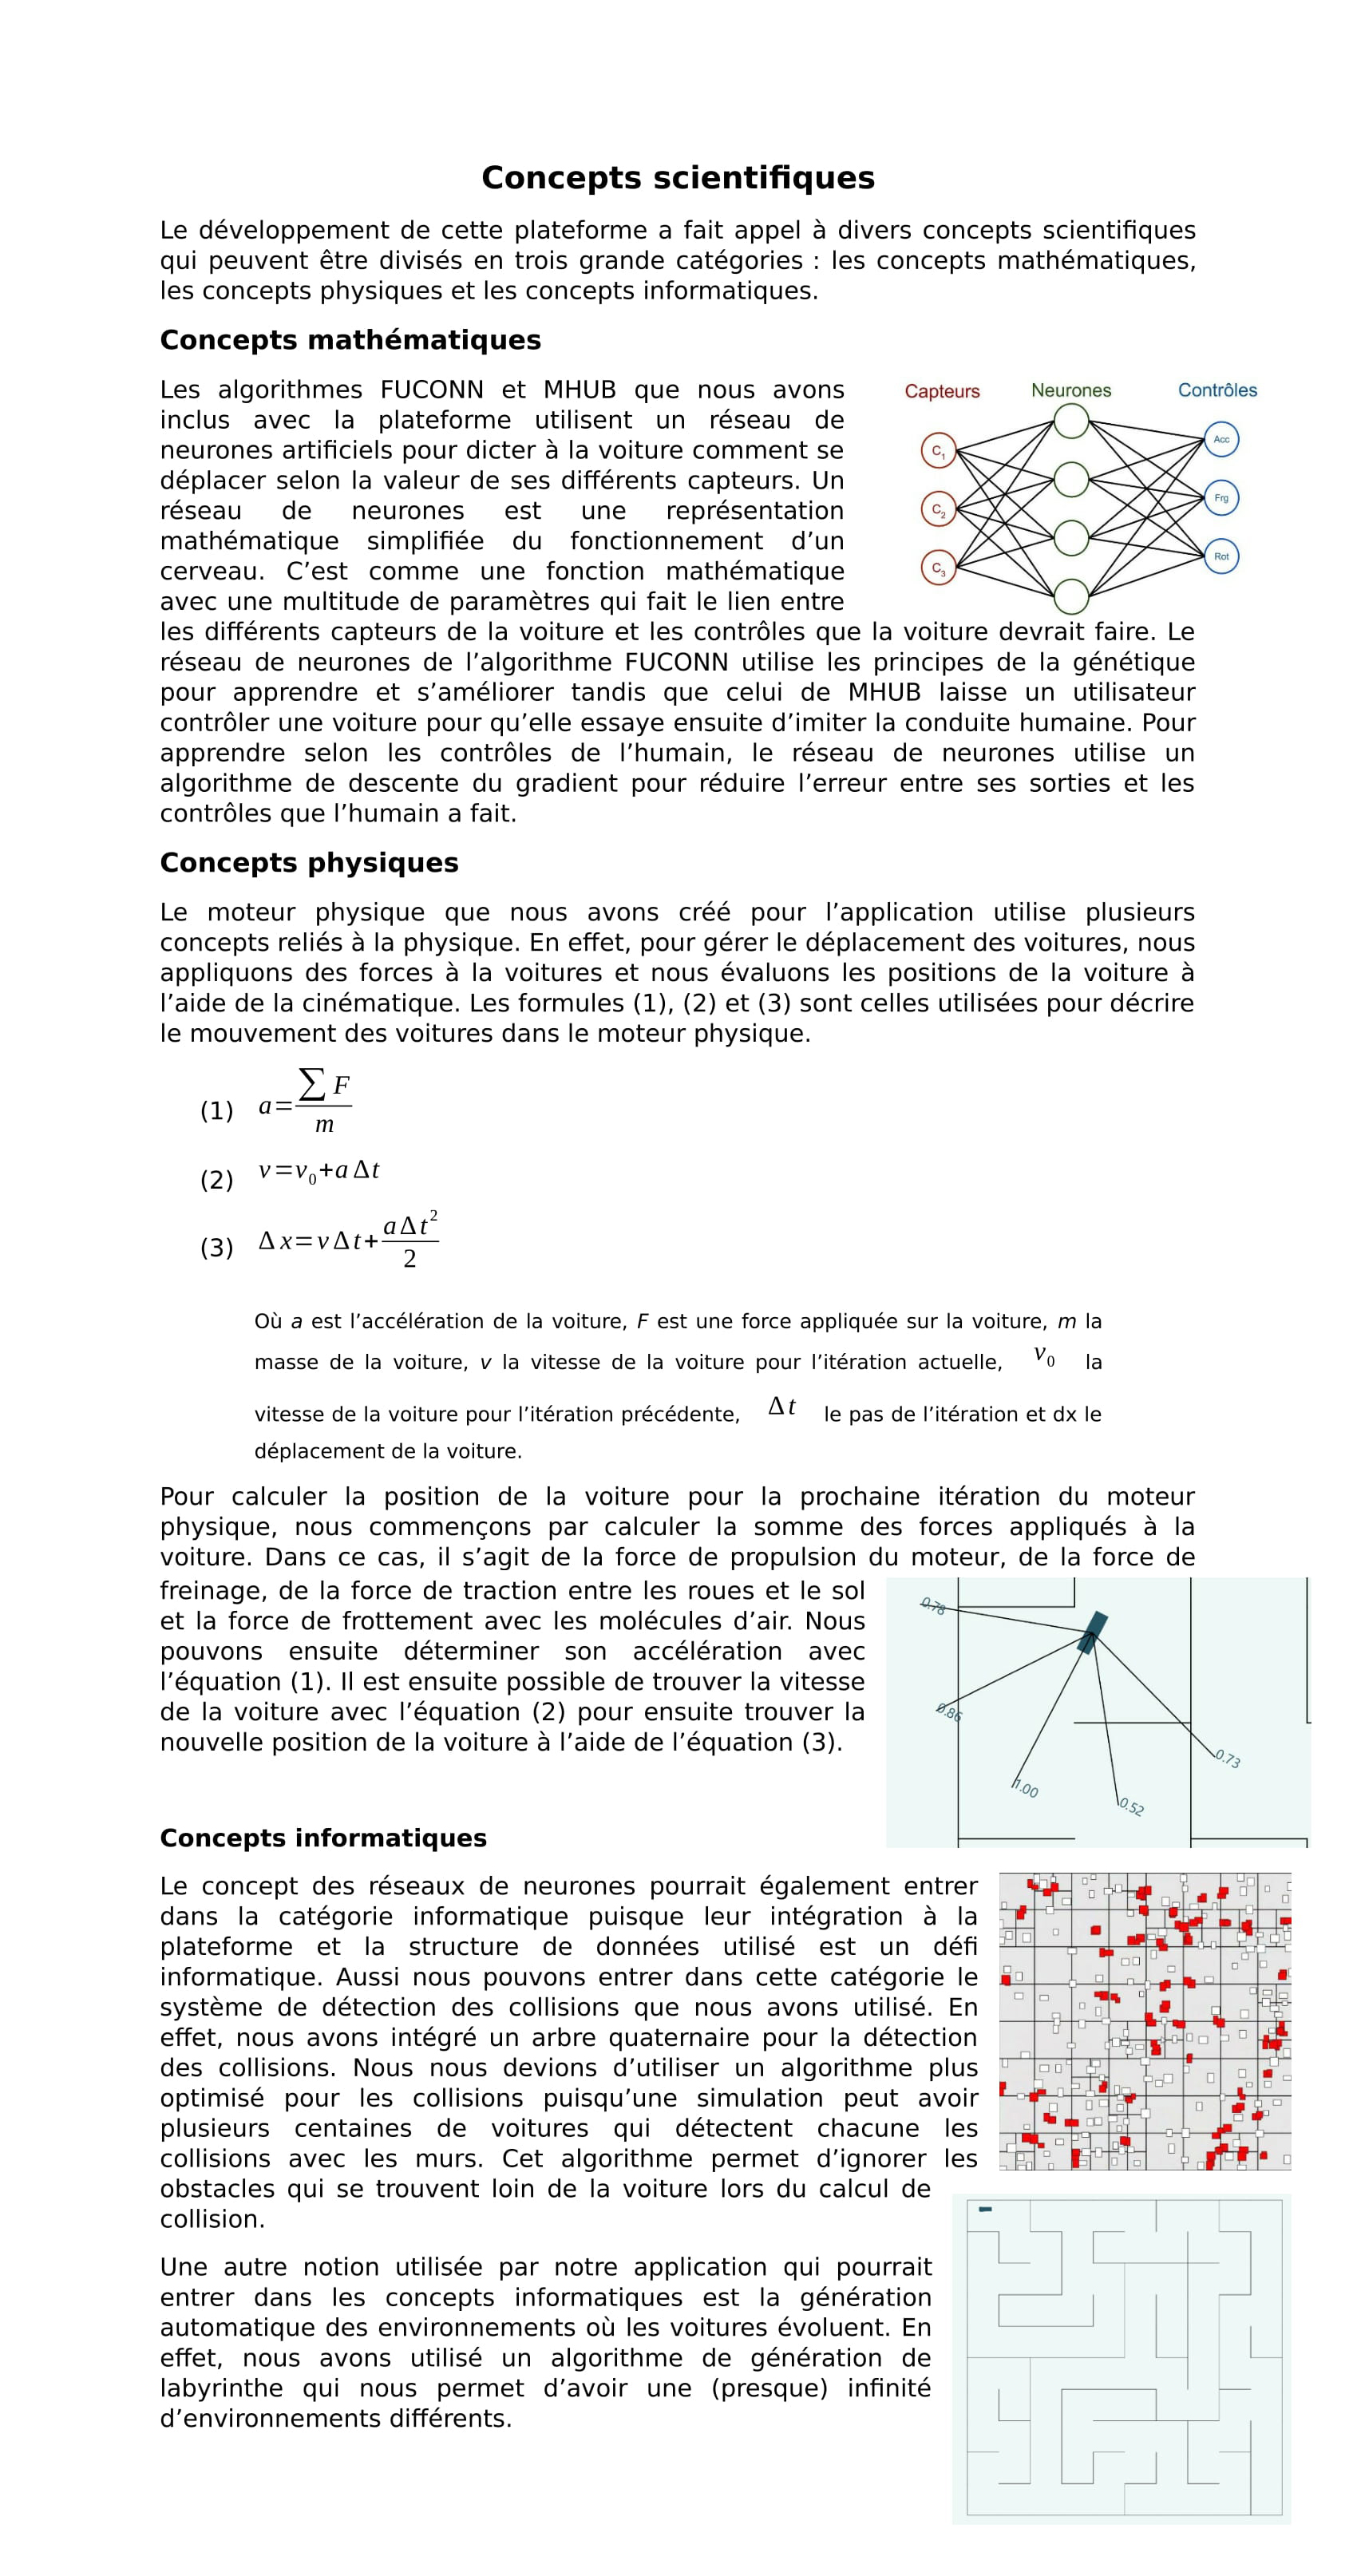 Concepts scientifiques
Le développement de cette plateforme a fait appel à divers concepts scientifiques
qui peuvent être divisés en trois grande catégories : les concepts mathématiques,
les concepts physiques et les concepts informatiques.
Concepts mathématiques
Les algorithmes FUCONN et MHUB que nous avons
inclus avec la plateforme utilisent un réseau de
neurones artificiels pour dicter à la voiture comment se
déplacer selon la valeur de ses différents capteurs. Un
réseau de neurones est une représentation
mathématique simplifiée du fonctionnement d’un
cerveau. C’est comme une fonction mathématique
avec une multitude de paramètres qui fait le lien entre
les différents capteurs de la voiture et les contrôles que la voiture devrait faire. Le
réseau de neurones de l’algorithme FUCONN utilise les principes de la génétique
pour apprendre et s’améliorer tandis que celui de MHUB laisse un utilisateur
contrôler une voiture pour qu’elle essaye ensuite d’imiter la conduite humaine. Pour
apprendre selon les contrôles de l’humain, le réseau de neurones utilise un
algorithme de descente du gradient pour réduire l’erreur entre ses sorties et les
contrôles que l’humain a fait.
Capteurs Neurones Contrôles
C1 Acc
C2 Frg
C3 Rot
Concepts physiques
Le moteur physique que nous avons créé pour l’application utilise plusieurs
concepts reliés à la physique. En effet, pour gérer le déplacement des voitures, nous
appliquons des forces à la voitures et nous évaluons les positions de la voiture à
l’aide de la cinématique. Les formules (1), (2) et (3) sont celles utilisées pour décrire
le mouvement des voitures dans le moteur physique.
(1) a=∑F/m
(2) v=v₀+aΔt
(3) Δx=vΔt+aΔt²/2
Où a est l’accélération de la voiture, F est une force appliquée sur la voiture, m la
masse de la voiture, v la vitesse de la voiture pour l’itération actuelle, v₀ la
vitesse de la voiture pour l’itération précédente, Δt le pas de l’itération et dx le
déplacement de la voiture.
Pour calculer la position de la voiture pour la prochaine itération du moteur
physique, nous commençons par calculer la somme des forces appliqués à la
voiture. Dans ce cas, il s’agit de la force de propulsion du moteur, de la force de
freinage, de la force de traction entre les roues et le sol
et la force de frottement avec les molécules d’air. Nous
pouvons ensuite déterminer son accélération avec
l’équation (1). Il est ensuite possible de trouver la vitesse
de la voiture avec l’équation (2) pour ensuite trouver la
nouvelle position de la voiture à l’aide de l’équation (3).
0.78
0.86
1.00
0.52
0.73
Concepts informatiques
Le concept des réseaux de neurones pourrait également entrer
dans la catégorie informatique puisque leur intégration à la
plateforme et la structure de données utilisé est un défi
informatique. Aussi nous pouvons entrer dans cette catégorie le
système de détection des collisions que nous avons utilisé. En
effet, nous avons intégré un arbre quaternaire pour la détection
des collisions. Nous nous devions d’utiliser un algorithme plus
optimisé pour les collisions puisqu’une simulation peut avoir
plusieurs centaines de voitures qui détectent chacune les
collisions avec les murs. Cet algorithme permet d’ignorer les
obstacles qui se trouvent loin de la voiture lors du calcul de
collision.
Une autre notion utilisée par notre application qui pourrait
entrer dans les concepts informatiques est la génération
automatique des environnements où les voitures évoluent. En
effet, nous avons utilisé un algorithme de génération de
labyrinthe qui nous permet d’avoir une (presque) infinité
d’environnements différents.